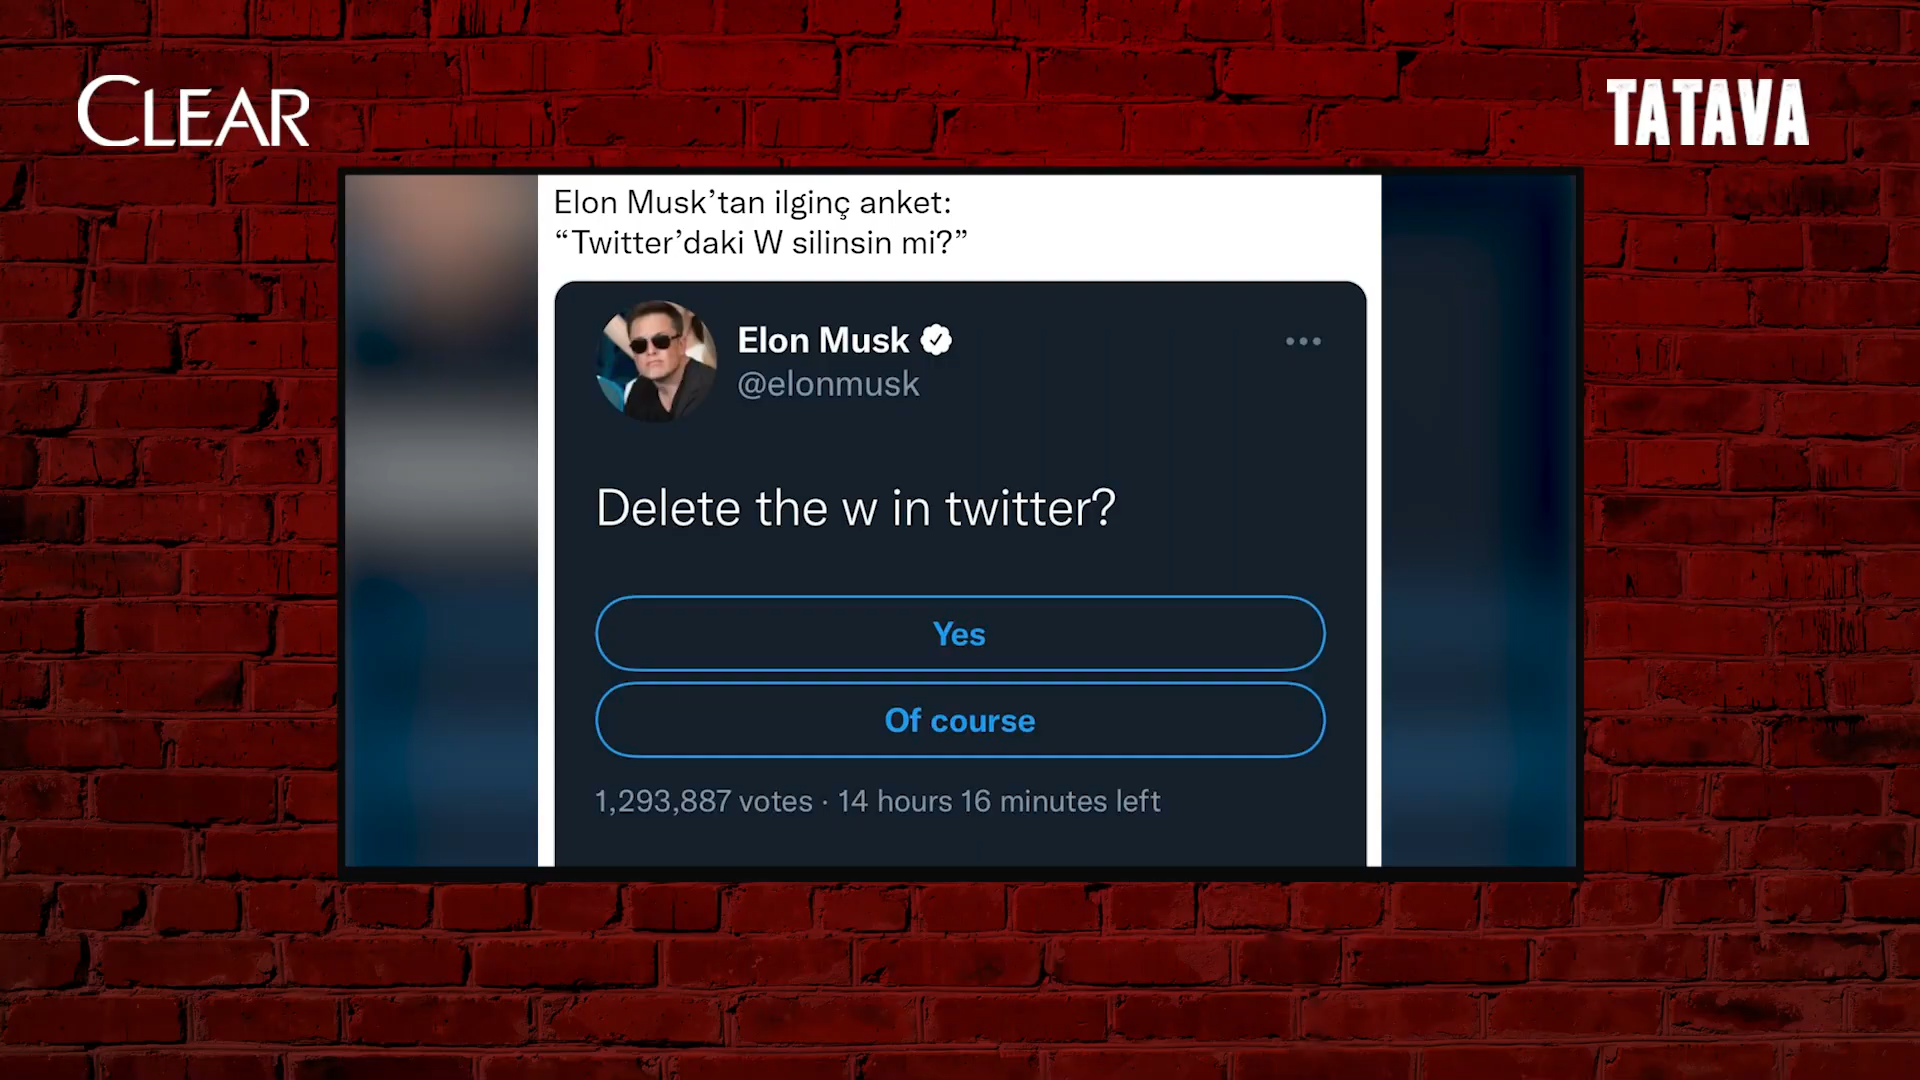 CLEAR
TATAVA
Elon Musk’tan ilginç anket:
“Twitter’daki W silinsin mi?”
Elon Musk
@elonmusk
Delete the w in twitter?
Yes
Of course
1,293,887 votes · 14 hours 16 minutes left